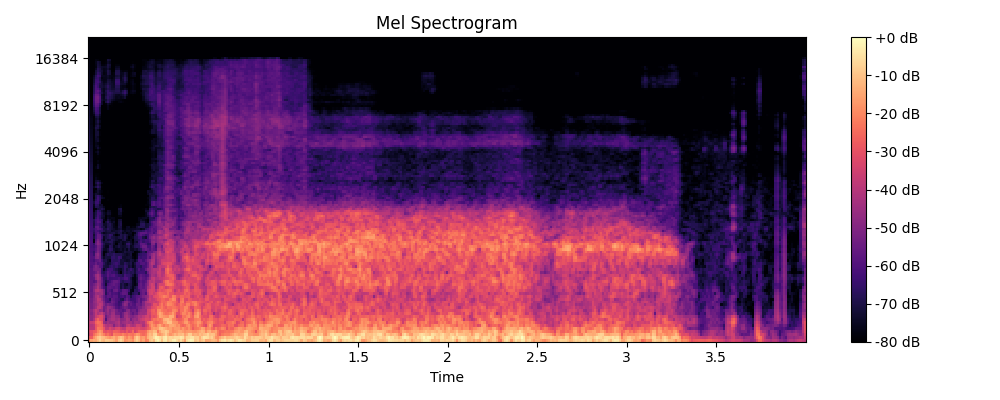 Mel Spectrogram
16384
8192
4096
2048
1024
512
0
Hz
0
0.5
1
1.5
2
2.5
3
3.5
Time
+0 dB
-10 dB
-20 dB
-30 dB
-40 dB
-50 dB
-60 dB
-70 dB
-80 dB